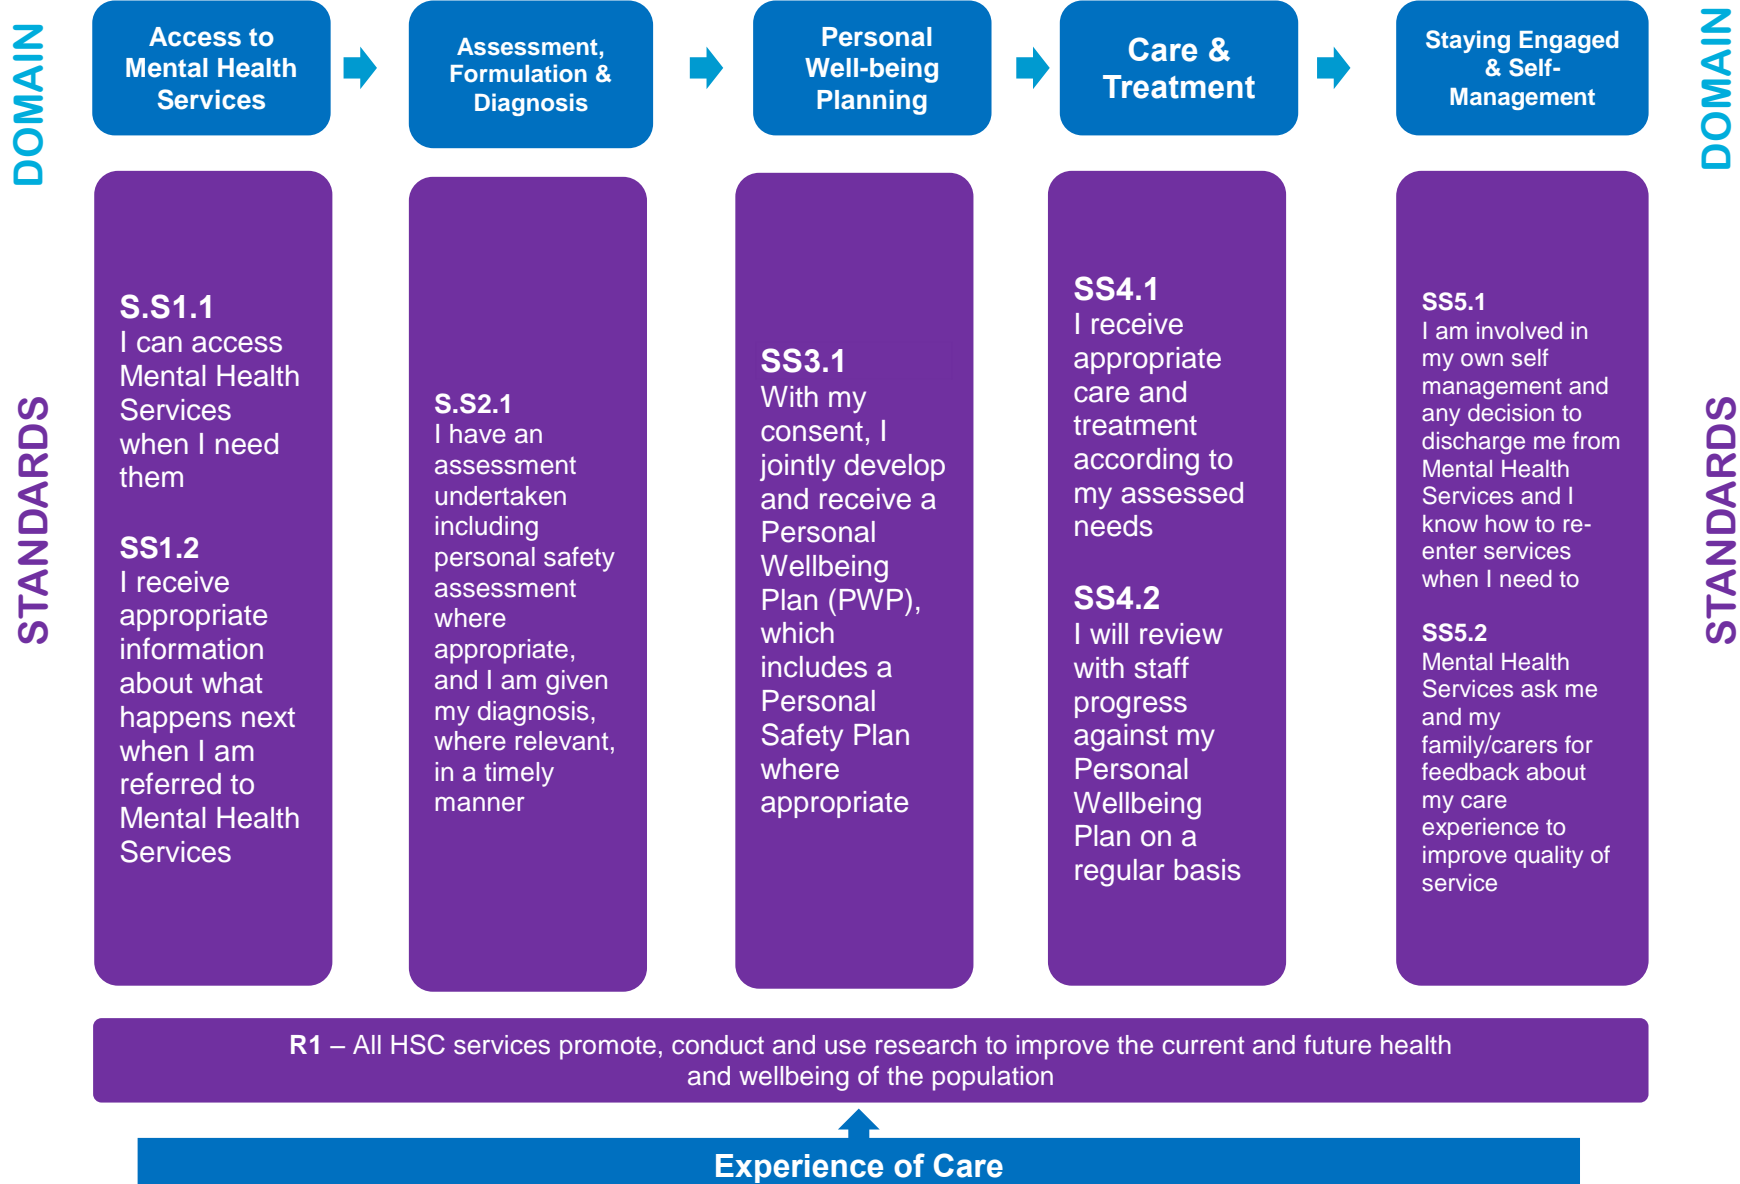 DOMAIN
Access to
Mental Health
Services
Assessment,
Formulation &
Diagnosis
Personal
Well-being
Planning
Care &
Treatment
Staying Engaged
& Self-
Management
DOMAIN
STANDARDS
S.S1.1
I can access
Mental Health
Services
when I need
them
SS1.2
I receive
appropriate
information
about what
happens next
when I am
referred to
Mental Health
Services
S.S2.1
I have an
assessment
undertaken
including
personal safety
assessment
where
appropriate,
and I am given
my diagnosis,
where relevant,
in a timely
manner
SS3.1
With my
consent, I
jointly develop
and receive a
Personal
Wellbeing
Plan (PWP),
which
includes a
Personal
Safety Plan
where
appropriate
SS4.1
I receive
appropriate
care and
treatment
according to
my assessed
needs
SS4.2
I will review
with staff
progress
against my
Personal
Wellbeing
Plan on a
regular basis
SS5.1
I am involved in
my own self
management and
any decision to
discharge me from
Mental Health
Services and I
know how to re-
enter services
when I need to
SS5.2
Mental Health
Services ask me
and my
family/carers for
feedback about
my care
experience to
improve quality of
service
STANDARDS
R1 – All HSC services promote, conduct and use research to improve the current and future health
and wellbeing of the population
Experience of Care